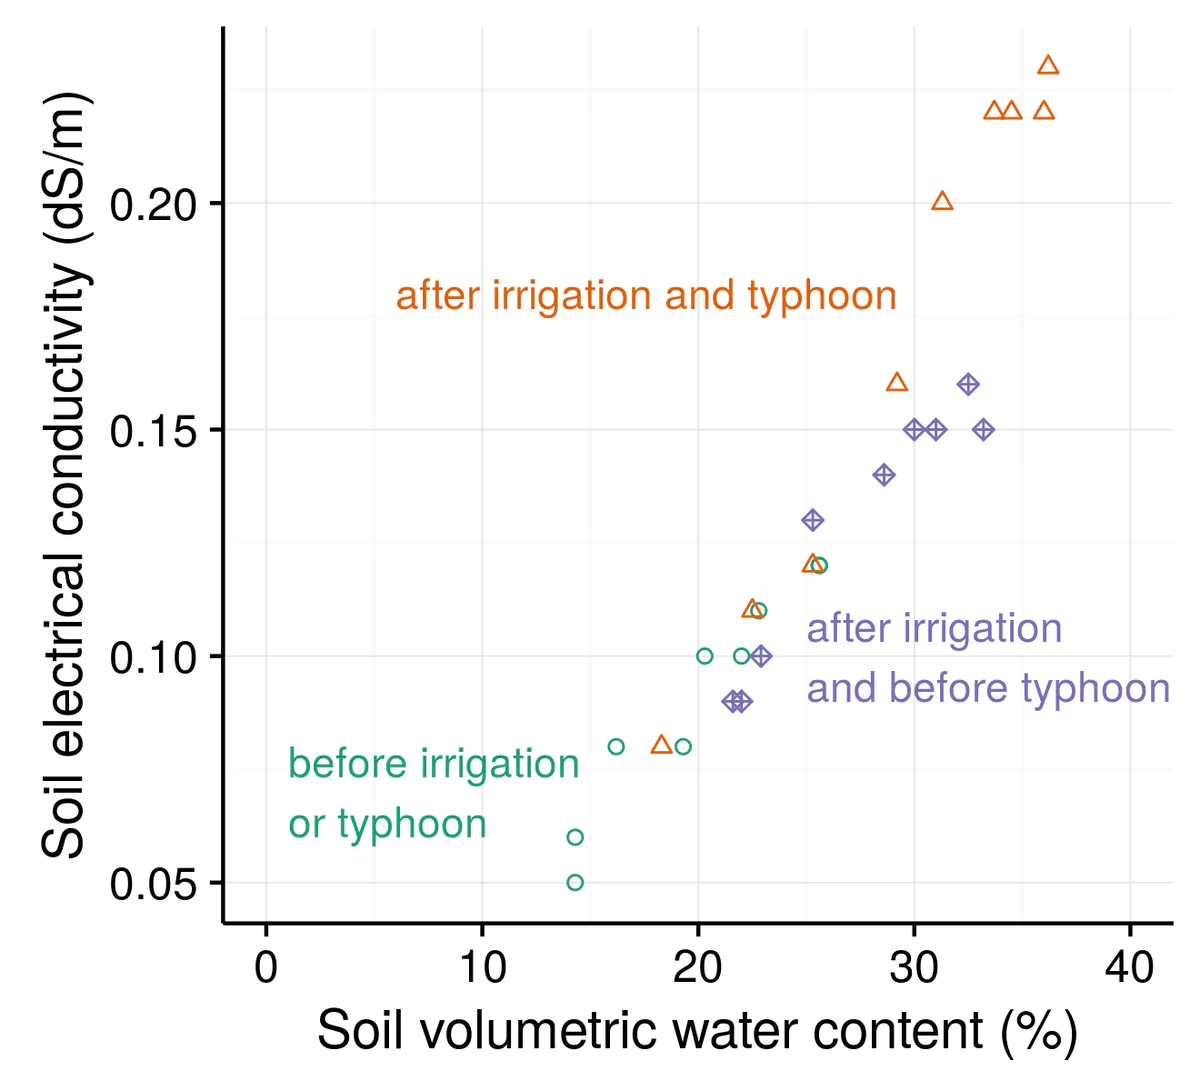 Soil electrical conductivity (dS/m)
0.20
0.15
0.10
0.05
after irrigation and typhoon
after irrigation
and before typhoon
before irrigation
or typhoon
0 10 20 30 40
Soil volumetric water content (%)